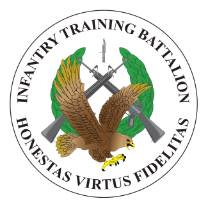 INFANTRY TRAINING BATTALION
HONESTAS VIRTUS FIDELITAS